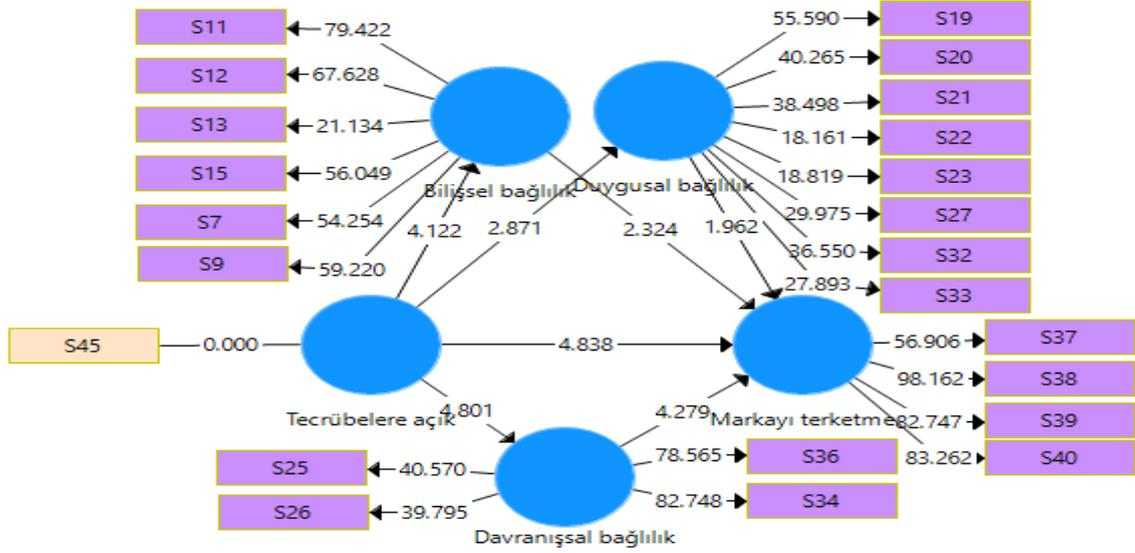 S11
79.422
S12
67.628
S13
21.134
S15
56.049
S7
54.254
S9
59.220
55.590
S19
40.265
S20
38.498
S21
18.161
S22
18.819
S23
29.975
S27
36.550
S32
27.893
S33
Bilişsel bağlılık
Duygusal bağlılık
4.122
2.871
2.324
1.962
S45
0.000
4.838
Tecrübelere açık
Markayı terketme
56.906
S37
98.162
S38
82.747
S39
83.262
S40
4.801
4.279
S25
40.570
S26
39.795
78.565
S36
82.748
S34
Davranışsal bağlılık